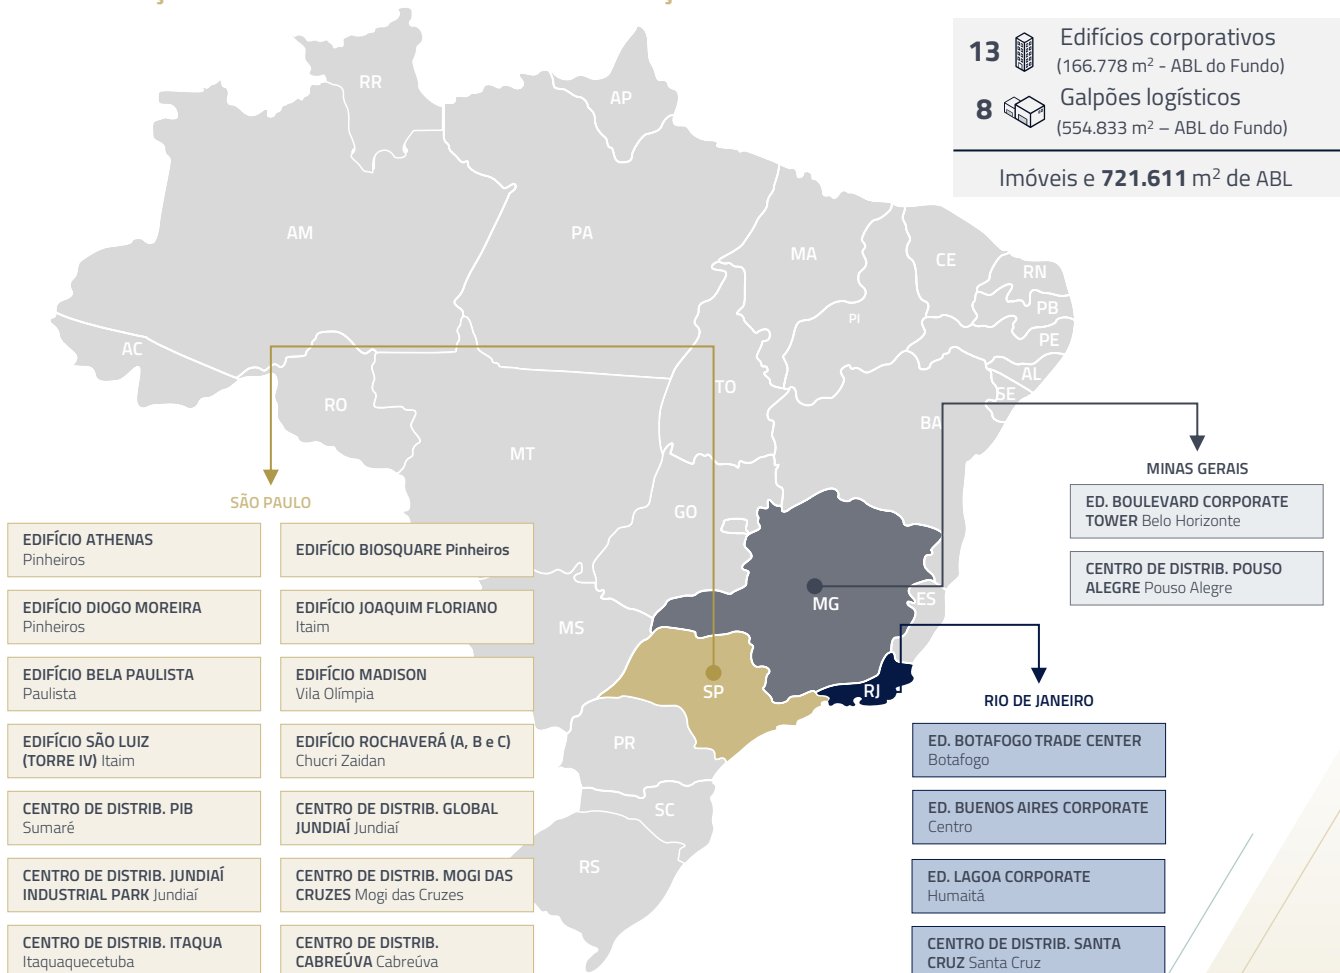 13
Edifícios corporativos
(166.778 m² - ABL do Fundo)
8
Galpões logísticos
(554.833 m² – ABL do Fundo)
Imóveis e 721.611 m² de ABL
RR
AP
AM
PA
MA
CE
RN
PB
PE
PI
AL
SE
AC
RO
TO
BA
MT
GO
MG
ES
MS
SP
RJ
PR
SC
RS
SÃO PAULO
EDIFÍCIO ATHENAS
Pinheiros
EDIFÍCIO BIOSQUARE Pinheiros
EDIFÍCIO DIOGO MOREIRA
Pinheiros
EDIFÍCIO JOAQUIM FLORIANO
Itaim
EDIFÍCIO BELA PAULISTA
Paulista
EDIFÍCIO MADISON
Vila Olímpia
EDIFÍCIO SÃO LUIZ
(TORRE IV) Itaim
EDIFÍCIO ROCHAVERÁ (A, B e C)
Chucri Zaidan
CENTRO DE DISTRIB. PIB
Sumaré
CENTRO DE DISTRIB. GLOBAL
JUNDIAÍ Jundiaí
CENTRO DE DISTRIB. JUNDIAÍ
INDUSTRIAL PARK Jundiaí
CENTRO DE DISTRIB. MOGI DAS
CRUZES Mogi das Cruzes
CENTRO DE DISTRIB. ITAQUA
Itaquaquecetuba
CENTRO DE DISTRIB.
CABREÚVA Cabreúva
MINAS GERAIS
ED. BOULEVARD CORPORATE
TOWER Belo Horizonte
CENTRO DE DISTRIB. POUSO
ALEGRE Pouso Alegre
RIO DE JANEIRO
ED. BOTAFOGO TRADE CENTER
Botafogo
ED. BUENOS AIRES CORPORATE
Centro
ED. LAGOA CORPORATE
Humaitá
CENTRO DE DISTRIB. SANTA
CRUZ Santa Cruz